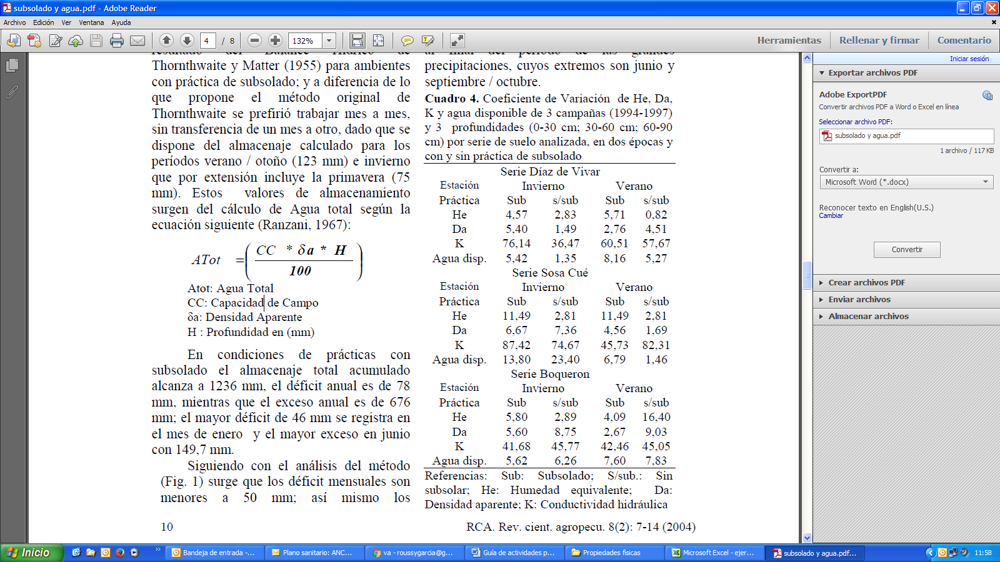 subsolado y agua.pdf - Adobe Reader
Archivo Edición Ver Ventana Ayuda
4 / 8 132% Herramientas Rellenar y firmar Comentario
resultado del Balance Hídrico de
Thornthwaite y Matter (1955) para ambientes
con práctica de subsolado; y a diferencia de lo
que propone el método original de
Thornthwaite se prefirió trabajar mes a mes,
sin transferencia de un mes a otro, dado que se
dispone del almacenaje calculado para los
períodos verano / otoño (123 mm) e invierno
que por extensión incluye la primavera (75
mm). Estos valores de almacenamiento
surgen del cálculo de Agua total según la
ecuación siguiente (Ranzani, 1967):
ATot = ( CC * δa * H / 100 )
Atot: Agua Total
CC: Capacidad de Campo
δa: Densidad Aparente
H : Profundidad en (mm)
En condiciones de prácticas con
subsolado el almacenaje total acumulado
alcanza a 1236 mm, el déficit anual es de 78
mm, mientras que el exceso anual es de 676
mm; el mayor déficit de 46 mm se registra en
el mes de enero y el mayor exceso en junio
con 149,7 mm.
Siguiendo con el análisis del método
(Fig. 1) surge que los déficit mensuales son
menores a 50 mm; así mismo los
al final del período de las grandes
precipitaciones, cuyos extremos son junio y
septiembre / octubre.
Cuadro 4. Coeficiente de Variación de He, Da,
K y agua disponible de 3 campañas (1994-1997)
y 3 profundidades (0-30 cm; 30-60 cm; 60-90
cm) por serie de suelo analizada, en dos épocas y
con y sin práctica de subsolado
Serie Díaz de Vivar
Estación Invierno Verano
Práctica Sub s/sub Sub s/sub
He 4,57 2,83 5,71 0,82
Da 5,40 1,49 2,76 4,51
K 76,14 36,47 60,51 57,67
Agua disp. 5,42 1,35 8,16 5,27
Serie Sosa Cué
Estación Invierno Verano
Práctica Sub s/sub Sub s/sub
He 11,49 2,81 11,49 2,81
Da 6,67 7,36 4,56 1,69
K 87,42 74,67 45,73 82,31
Agua disp. 13,80 23,40 6,79 1,46
Serie Boqueron
Estación Invierno Verano
Práctica Sub s/sub Sub s/sub
He 5,80 2,89 4,09 16,40
Da 5,60 8,75 2,67 9,03
K 41,68 45,77 42,46 45,05
Agua disp. 5,62 6,26 7,60 7,83
Referencias: Sub: Subsolado; S/sub.: Sin
subsolar; He: Humedad equivalente; Da:
Densidad aparente; K: Conductividad hidráulica
10 RCA. Rev. cient. agropecu. 8(2): 7-14 (2004)
Iniciar sesión
Exportar archivos PDF
Adobe ExportPDF
Convertir archivos PDF a Word o Excel en línea
Seleccionar archivo PDF:
subsolado y agua.pdf
1 archivo / 117 KB
Convertir a:
Microsoft Word (*.docx)
Reconocer texto en English(U.S.)
Cambiar
Convertir
Crear archivos PDF
Enviar archivos
Almacenar archivos
Inicio » Bandeja de entrada -... Plano sanitario: ANC... va - roussygarcia@g... Guía de actividades p... Propiedades fisicas Microsoft Excel - ejer... subsolado y agua.pdf... 11:58